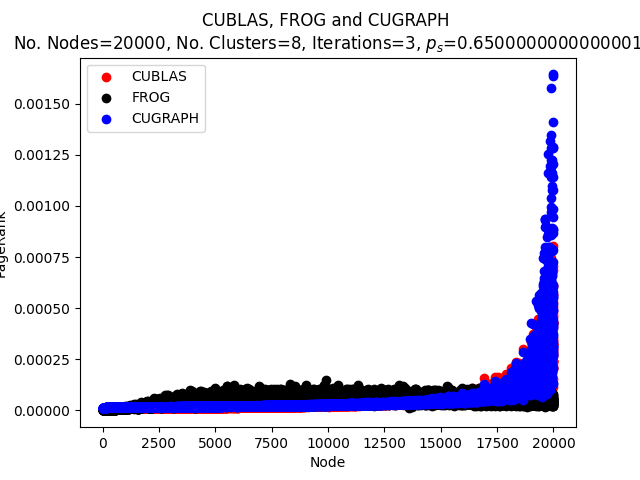 CUBLAS, FROG and CUGRAPH
No. Nodes=20000, No. Clusters=8, Iterations=3, pₛ=0.6500000000000001
CUBLAS
FROG
CUGRAPH
0.00150
0.00125
0.00100
0.00075
0.00050
0.00025
0.00000
PageRank
0 2500 5000 7500 10000 12500 15000 17500 20000
Node